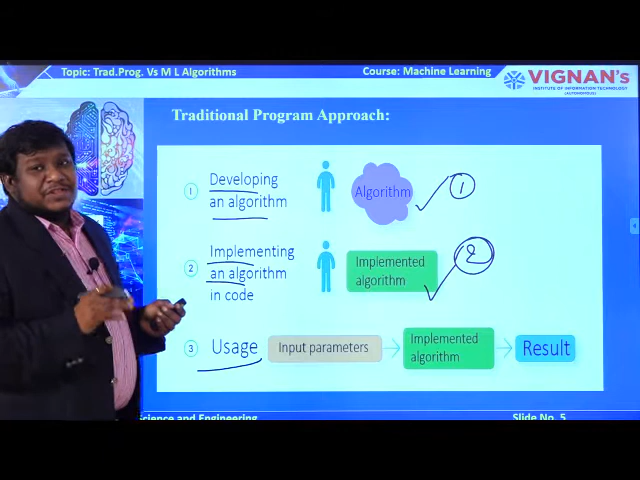 Topic: Trad.Prog. Vs M L Algorithms
Course: Machine Learning
VIGNAN's
INSTITUTE OF INFORMATION TECHNOLOGY
(AUTONOMOUS)
Traditional Program Approach:
1 Developing
an algorithm
Algorithm
1
2 Implementing
an algorithm
in code
Implemented
algorithm
2
3 Usage
Input parameters
Implemented
algorithm
Result
Science and Engineering
Slide No. 5